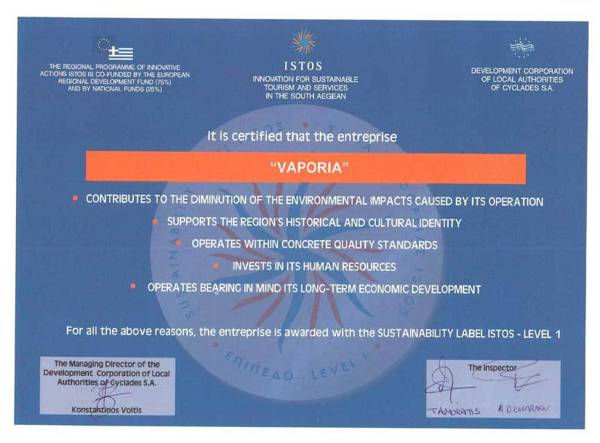 THE REGIONAL PROGRAMME OF INNOVATIVE
ACTIONS ISTOS IS CO-FUNDED BY THE EUROPEAN
REGIONAL DEVELOPMENT FUND (75%)
AND BY NATIONAL FUNDS (25%)
ISTOS
INNOVATION FOR SUSTAINABLE
TOURISM AND SERVICES
IN THE SOUTH AEGEAN
DEVELOPMENT CORPORATION
OF LOCAL AUTHORITIES
OF CYCLADES S.A.
It is certified that the entreprise
"VAPORIA"
CONTRIBUTES TO THE DIMINUTION OF THE ENVIRONMENTAL IMPACTS CAUSED BY ITS OPERATION
SUPPORTS THE REGION'S HISTORICAL AND CULTURAL IDENTITY
OPERATES WITHIN CONCRETE QUALITY STANDARDS
INVESTS IN ITS HUMAN RESOURCES
OPERATES BEARING IN MIND ITS LONG-TERM ECONOMIC DEVELOPMENT
For all the above reasons, the entreprise is awarded with the SUSTAINABILITY LABEL ISTOS - LEVEL 1
ΕΠΙΠΕΔΟ - LEVEL 1
The Managing Director of the
Development Corporation of Local
Authorities of Cyclades S.A.
Konstantinos Voltis
The Inspector